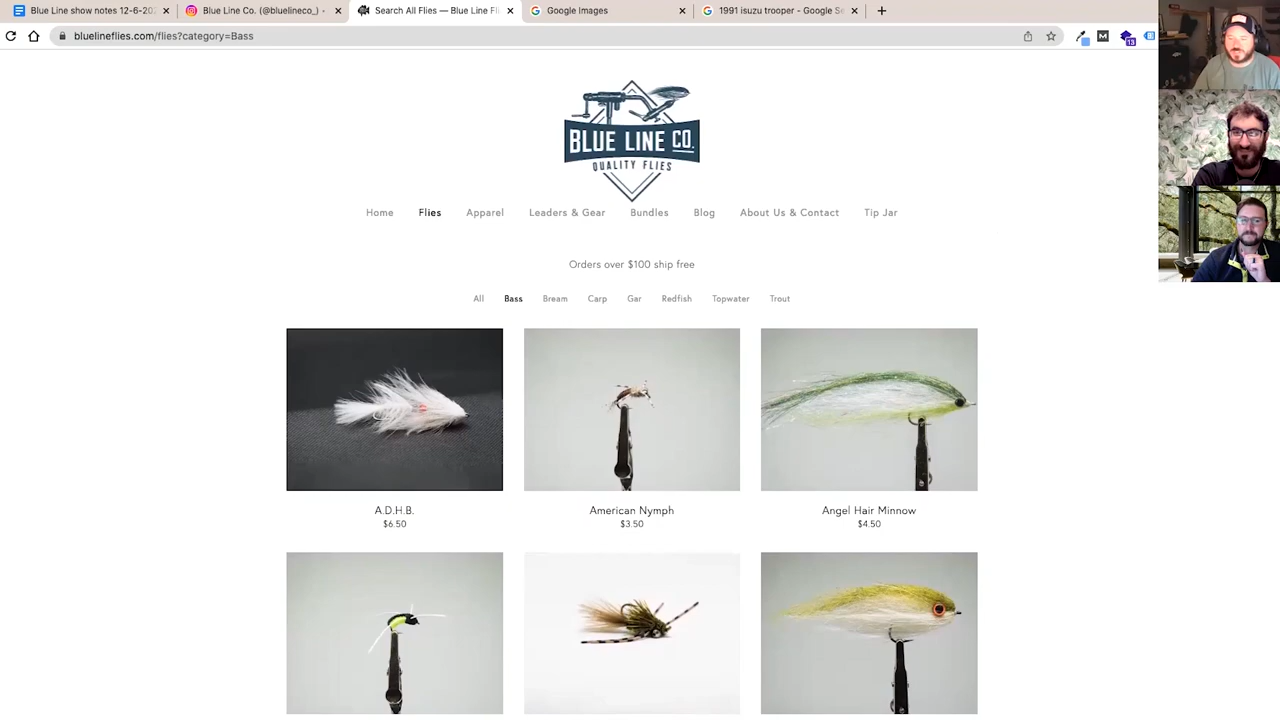 Blue Line show notes 12-6-202
Blue Line Co. (@bluelineco_) •
Search All Flies — Blue Line Fli
Google Images
1991 isuzu trooper - Google Se
bluelineflies.com/flies?category=Bass
13
BLUE LINE CO.
QUALITY FLIES
Home Flies Apparel Leaders & Gear Bundles Blog About Us & Contact Tip Jar
Orders over $100 ship free
All Bass Bream Carp Gar Redfish Topwater Trout
A.D.H.B. American Nymph Angel Hair Minnow
$6.50 $3.50 $4.50